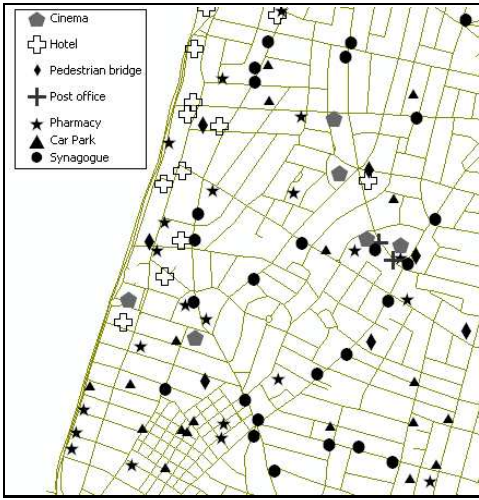 Cinema
Hotel
Pedestrian bridge
Post office
Pharmacy
Car Park
Synagogue